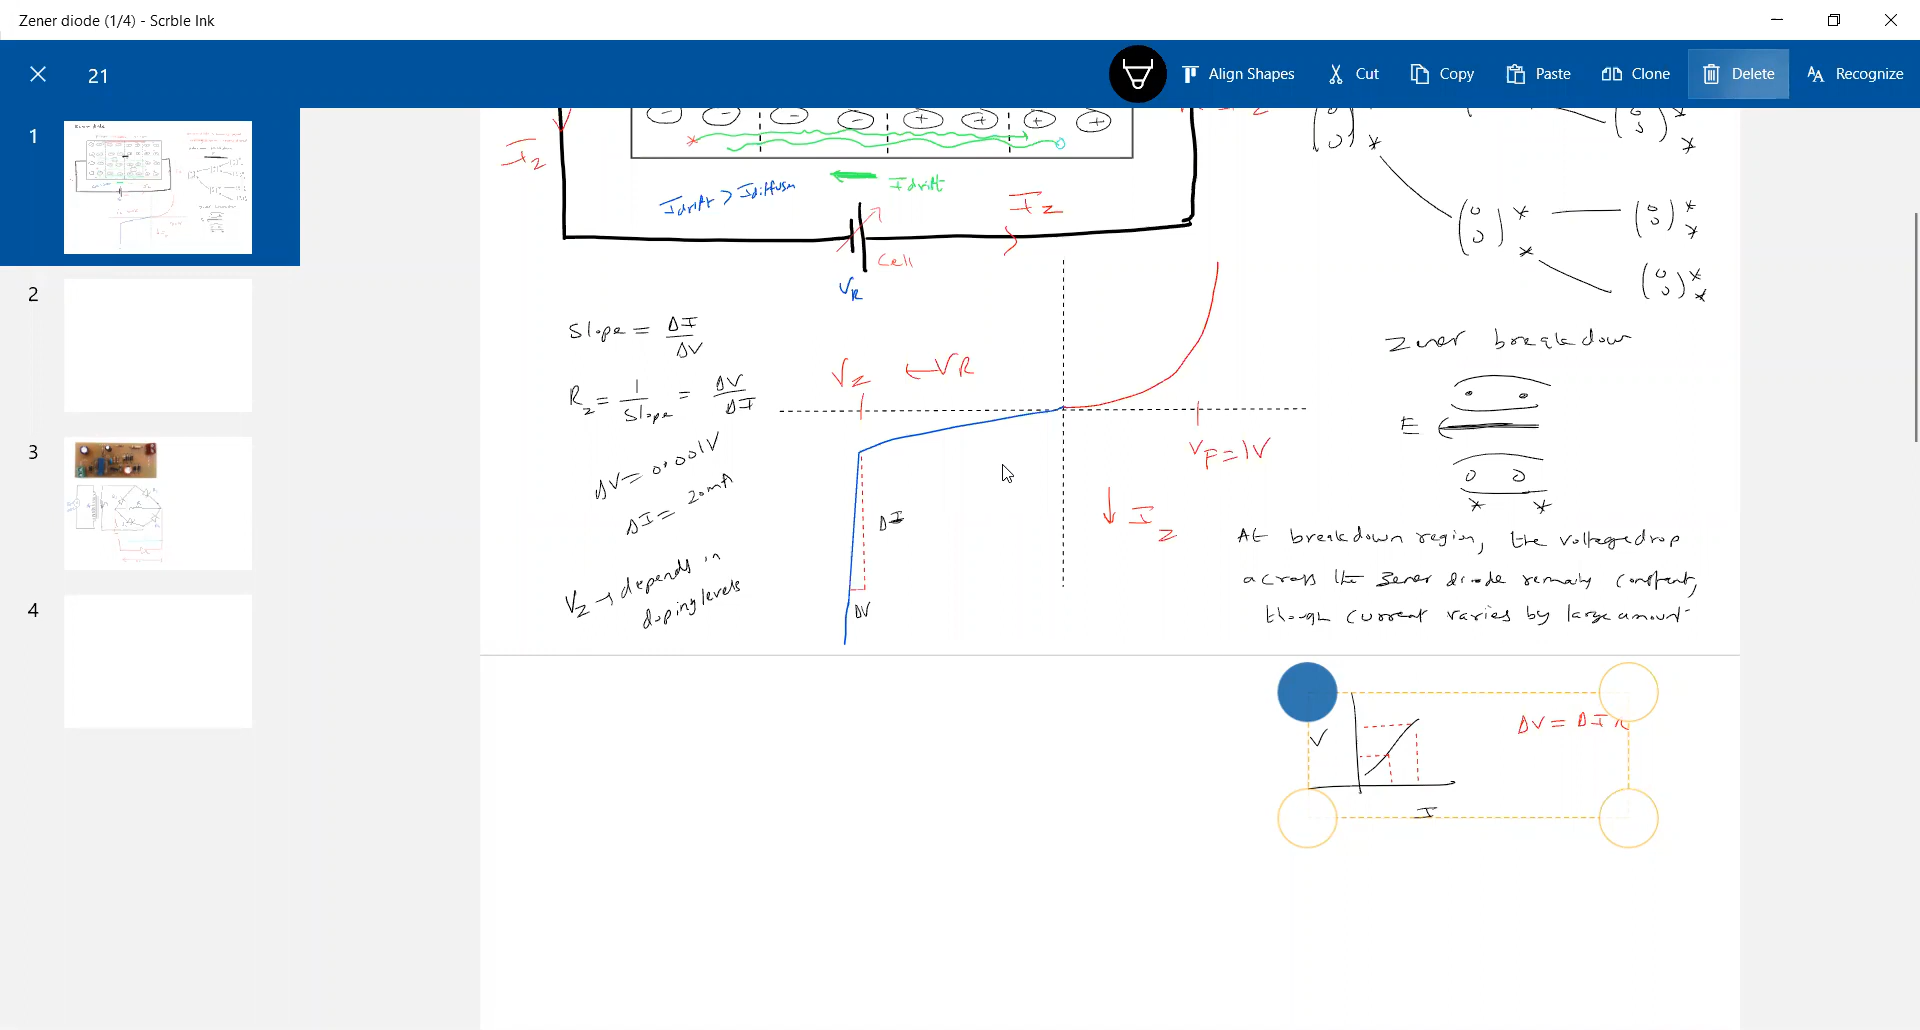 Zener diode (1/4) - Scrble Ink
21
Align Shapes
Cut
Copy
Paste
Clone
Delete
Recognize
1
2
3
4
Iz
Idrift > Idiffusn
Idrift
Iz
Cell
VR
Slope = ΔI/ΔV
Rz = 1/Slope = ΔV/ΔI
ΔV = 0.001V
ΔI = 20mA
Vz → depends in
doping levels
Vz
← VR
VF = 1V
↓ Iz
ΔI
ΔV
Zener breakdown
E
At breakdown region, the voltage drop
across the zener diode remains constant,
though current varies by large amount
V
I
ΔV = ΔI R